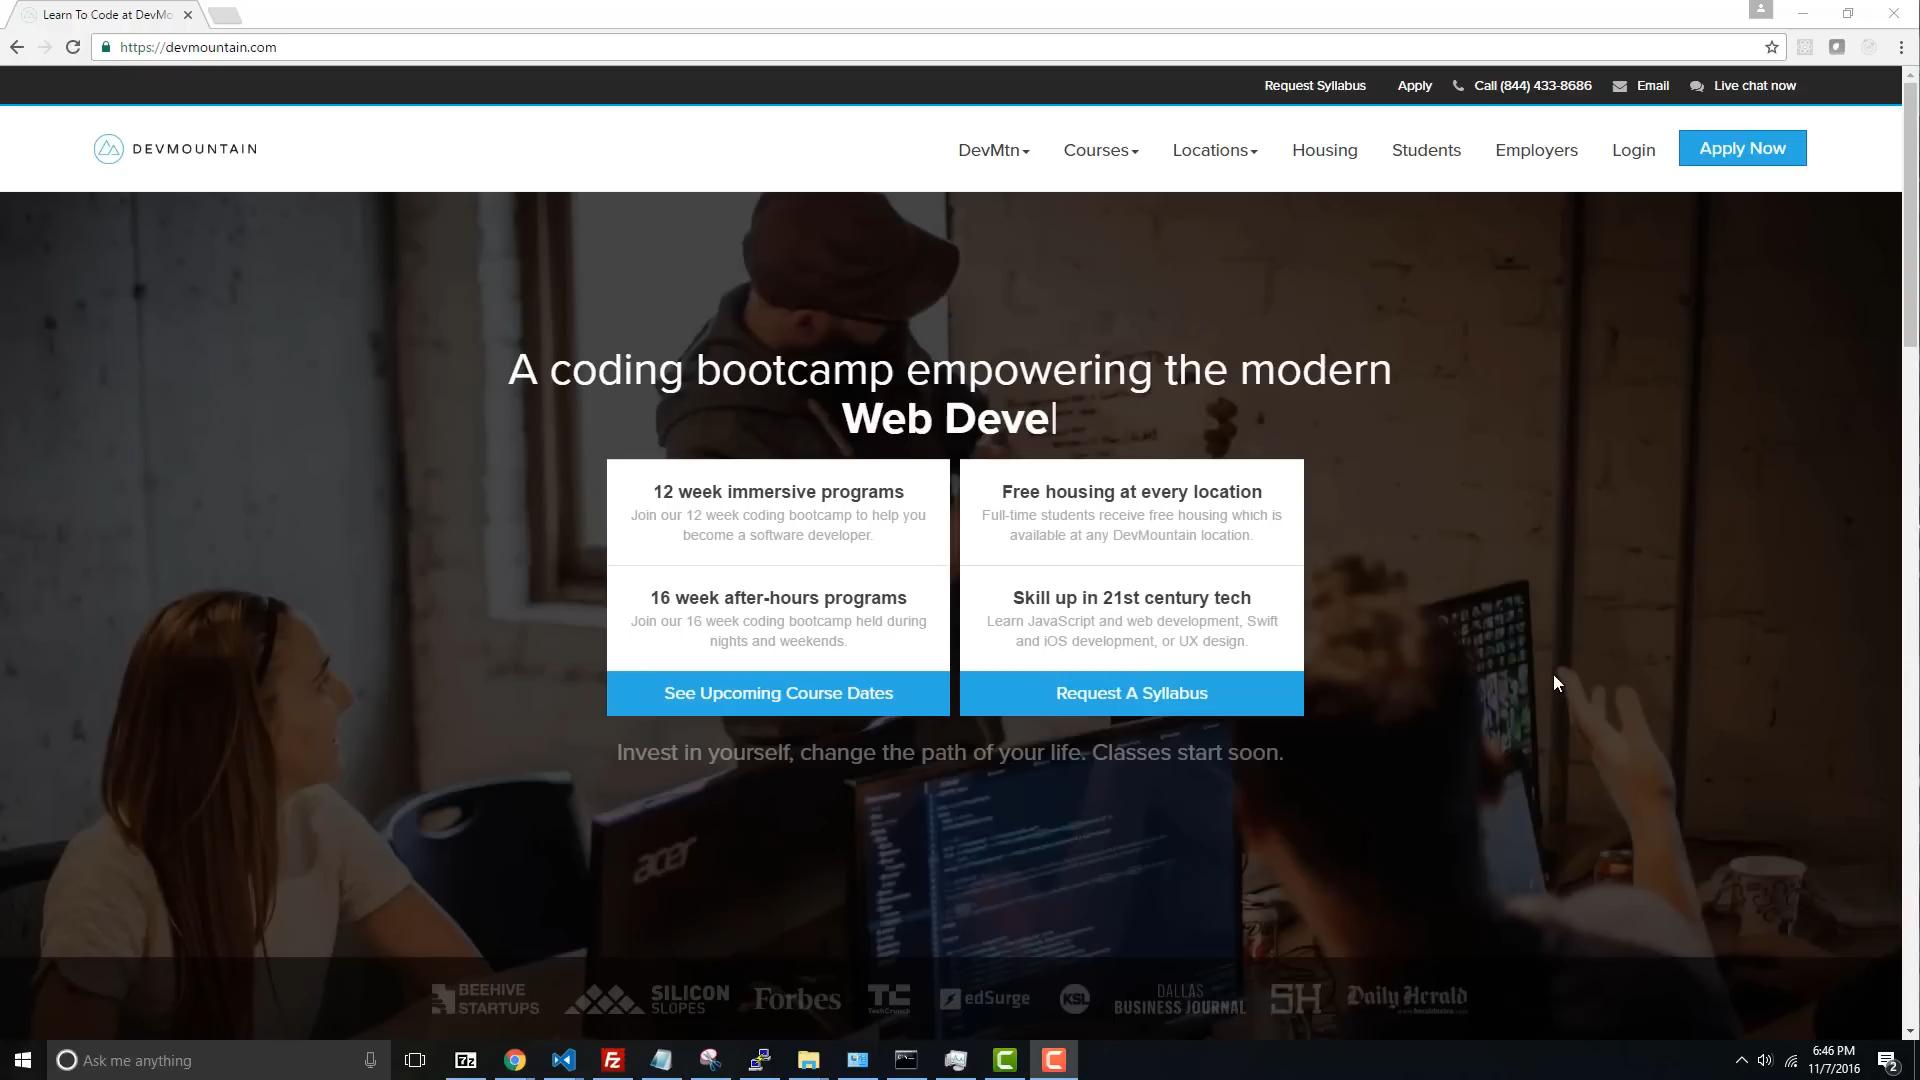 Learn To Code at DevMo
https://devmountain.com
Request Syllabus Apply Call (844) 433-8686 Email Live chat now
DEVMOUNTAIN
DevMtn Courses Locations Housing Students Employers Login Apply Now
A coding bootcamp empowering the modern
Web Deve|
12 week immersive programs
Join our 12 week coding bootcamp to help you
become a software developer.
Free housing at every location
Full-time students receive free housing which is
available at any DevMountain location.
16 week after-hours programs
Join our 16 week coding bootcamp held during
nights and weekends.
Skill up in 21st century tech
Learn JavaScript and web development, Swift
and iOS development, or UX design.
See Upcoming Course Dates
Request A Syllabus
Invest in yourself, change the path of your life. Classes start soon.
acer
BEEHIVE
STARTUPS
SILICON
SLOPES
Forbes
TC
TechCrunch
edSurge
KSL
DALLAS
BUSINESS JOURNAL
SH
Daily Herald
Ask me anything
7z
Fz
6:46 PM
11/7/2016
2